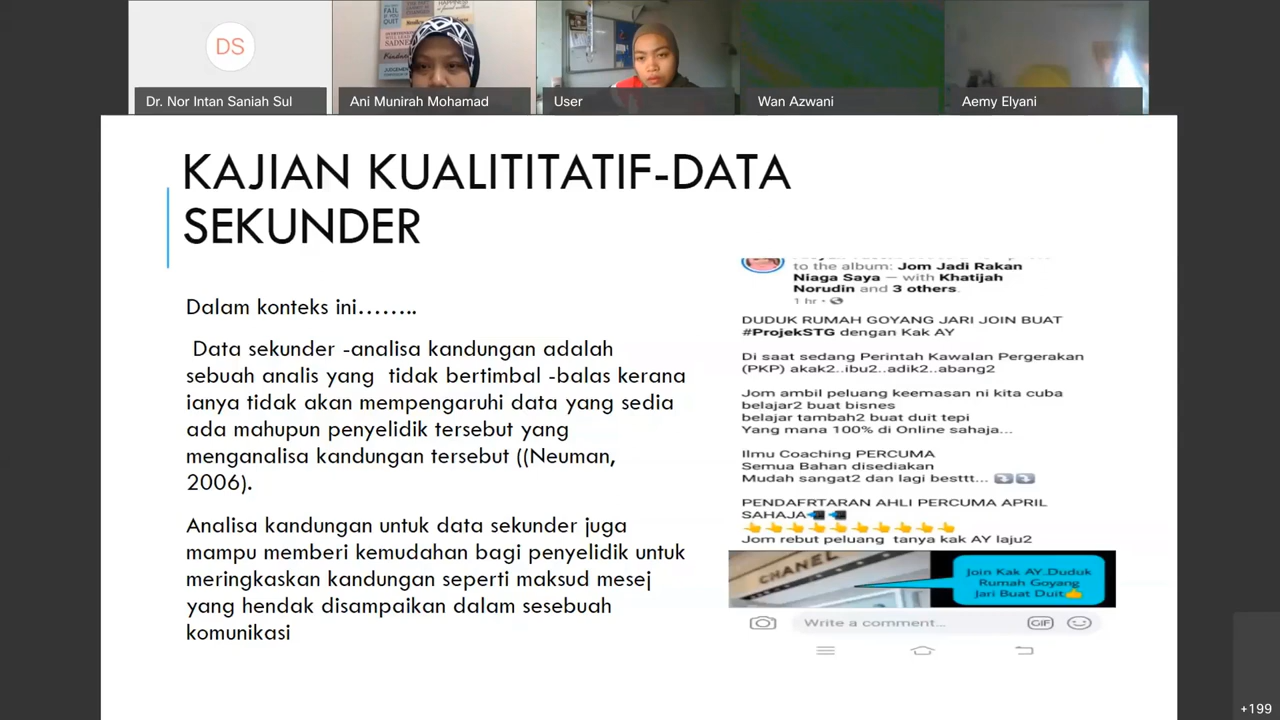 DS
Dr. Nor Intan Saniah Sul
Ani Munirah Mohamad
User
Wan Azwani
Aemy Elyani
KAJIAN KUALITITATIF-DATA
SEKUNDER
Dalam konteks ini........
Data sekunder -analisa kandungan adalah
sebuah analis yang tidak bertimbal -balas kerana
ianya tidak akan mempengaruhi data yang sedia
ada mahupun penyelidik tersebut yang
menganalisa kandungan tersebut ((Neuman,
2006).
Analisa kandungan untuk data sekunder juga
mampu memberi kemudahan bagi penyelidik untuk
meringkaskan kandungan seperti maksud mesej
yang hendak disampaikan dalam sesebuah
komunikasi
to the album: Jom Jadi Rakan
Niaga Saya — with Khatijah
Norudin and 3 others.
1 hr •
DUDUK RUMAH GOYANG JARI JOIN BUAT
#ProjekSTG dengan Kak AY
Di saat sedang Perintah Kawalan Pergerakan
(PKP) akak2..ibu2..adik2..abang2
Jom ambil peluang keemasan ni kita cuba
belajar2 buat bisnes
belajar tambah2 buat duit tepi
Yang mana 100% di Online sahaja...
Ilmu Coaching PERCUMA
Semua Bahan disediakan
Mudah sangat2 dan lagi besttt... ⤵️⤵️
PENDAFRTARAN AHLI PERCUMA APRIL
SAHAJA📲📲
👆👆👆👆👆👆👆👆👆👆
Jom rebut peluang tanya kak AY laju2
CHANEL
Join Kak AY..Duduk
Rumah Goyang
Jari Buat Duit👍
Write a comment...
GIF
+199